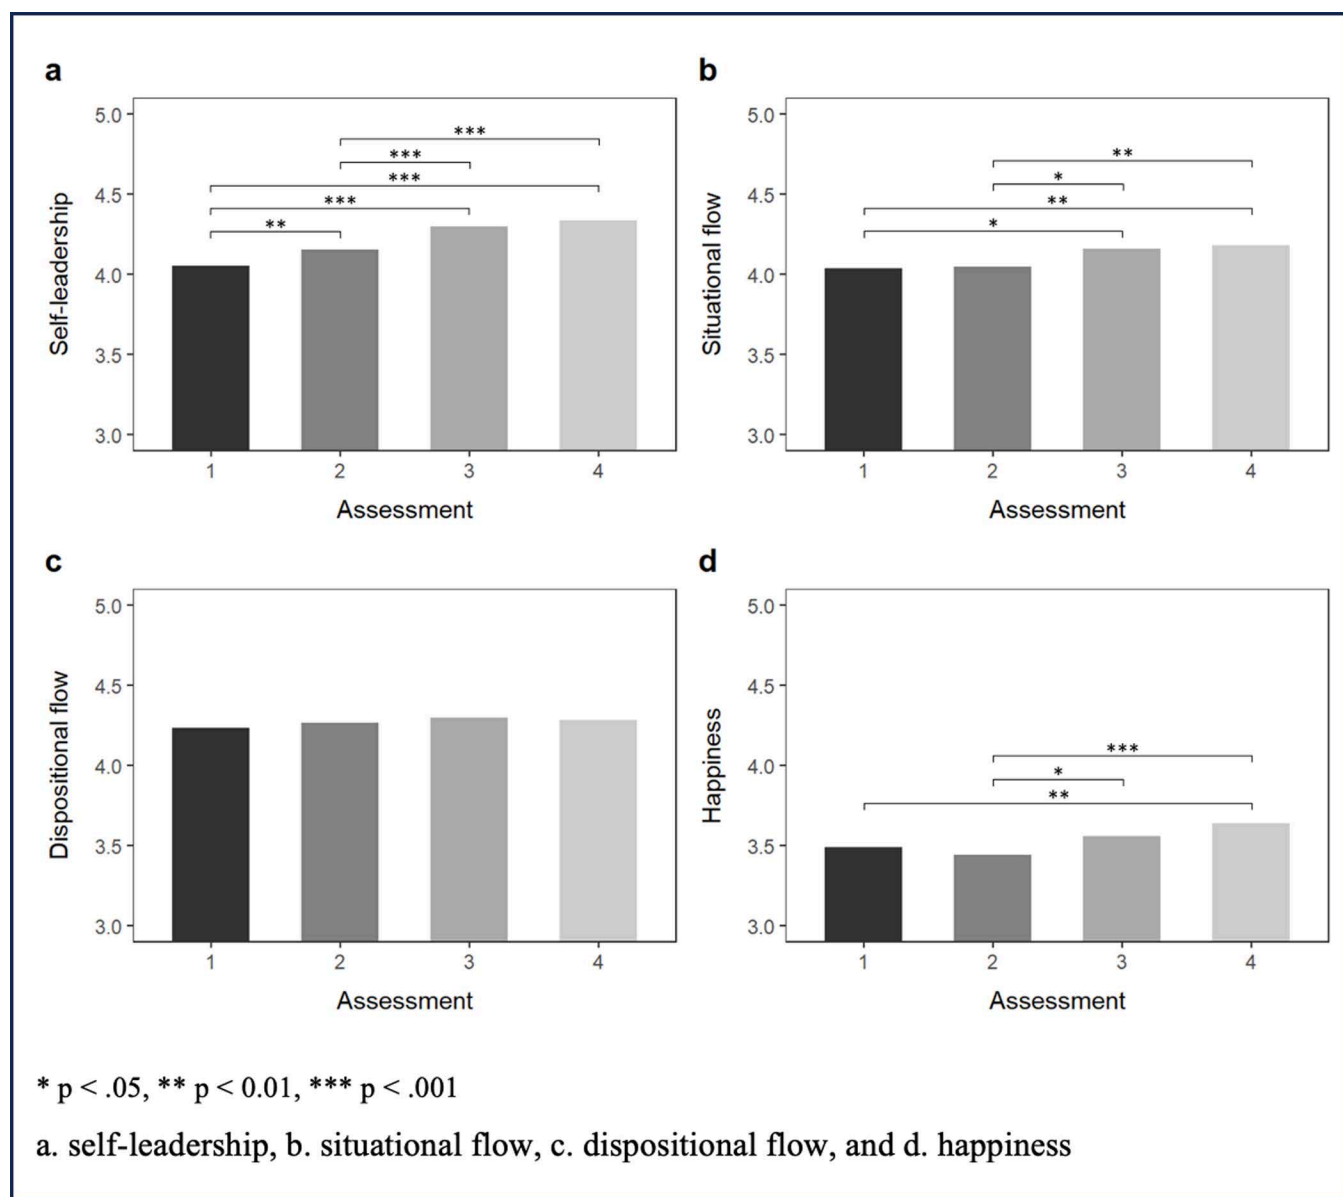 a
5.0
4.5
4.0
3.5
3.0
Self-leadership
***
***
***
***
**
1 2 3 4
Assessment
b
5.0
4.5
4.0
3.5
3.0
Situational flow
**
*
**
*
1 2 3 4
Assessment
c
5.0
4.5
4.0
3.5
3.0
Dispositional flow
1 2 3 4
Assessment
d
5.0
4.5
4.0
3.5
3.0
Happiness
***
*
**
1 2 3 4
Assessment
* p < .05, ** p < 0.01, *** p < .001
a. self-leadership, b. situational flow, c. dispositional flow, and d. happiness